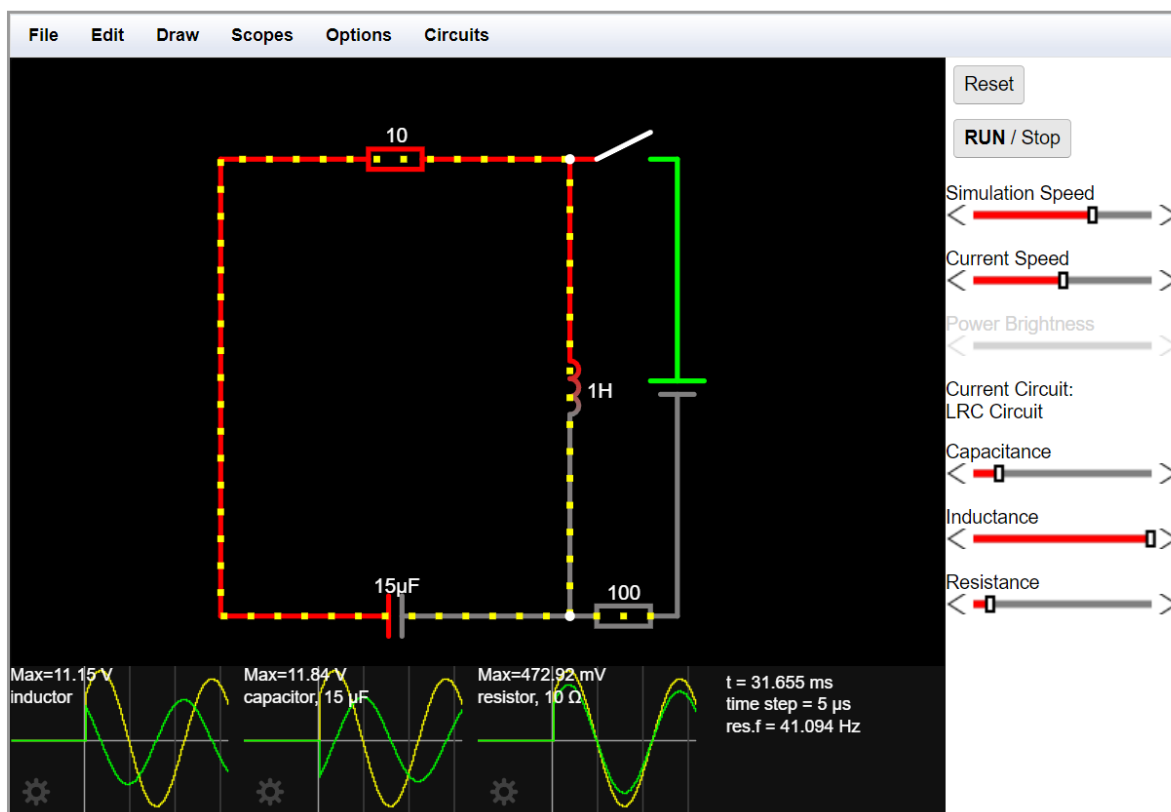 File Edit Draw Scopes Options Circuits
Reset
RUN / Stop
Simulation Speed
Current Speed
Power Brightness
Current Circuit:
LRC Circuit
Capacitance
Inductance
Resistance
10
1H
15µF
100
Max=11.15 V
inductor
Max=11.84 V
capacitor, 15 µF
Max=472.92 mV
resistor, 10 Ω
t = 31.655 ms
time step = 5 µs
res.f = 41.094 Hz